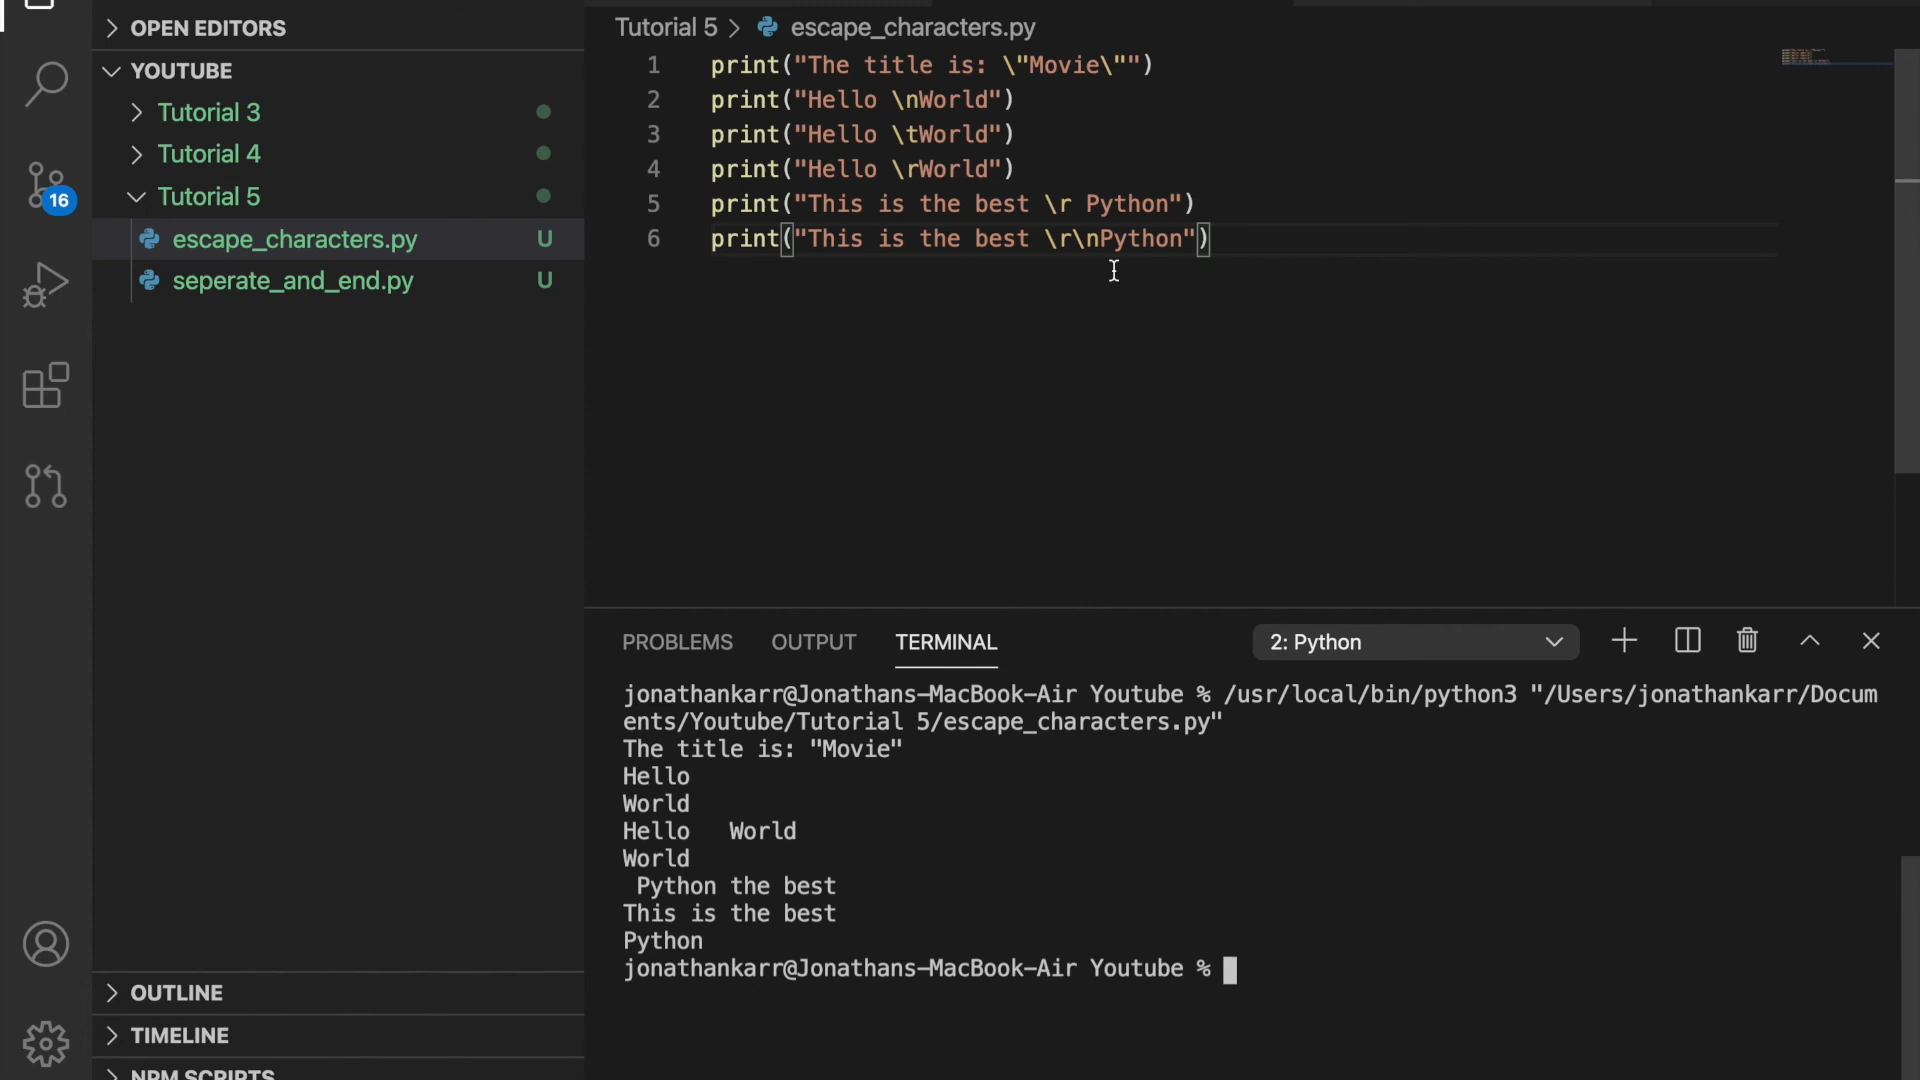 OPEN EDITORS
YOUTUBE
Tutorial 3
Tutorial 4
16
Tutorial 5
escape_characters.py U
seperate_and_end.py U
OUTLINE
TIMELINE
NPM SCRIPTS
Tutorial 5 > escape_characters.py
1 print("The title is: \"Movie\"")
2 print("Hello \nWorld")
3 print("Hello \tWorld")
4 print("Hello \rWorld")
5 print("This is the best \r Python")
6 print("This is the best \r\nPython")
PROBLEMS OUTPUT TERMINAL 2: Python
jonathankarr@Jonathans-MacBook-Air Youtube % /usr/local/bin/python3 "/Users/jonathankarr/Docum
ents/Youtube/Tutorial 5/escape_characters.py"
The title is: "Movie"
Hello
World
Hello   World
World
 Python the best
This is the best
Python
jonathankarr@Jonathans-MacBook-Air Youtube %